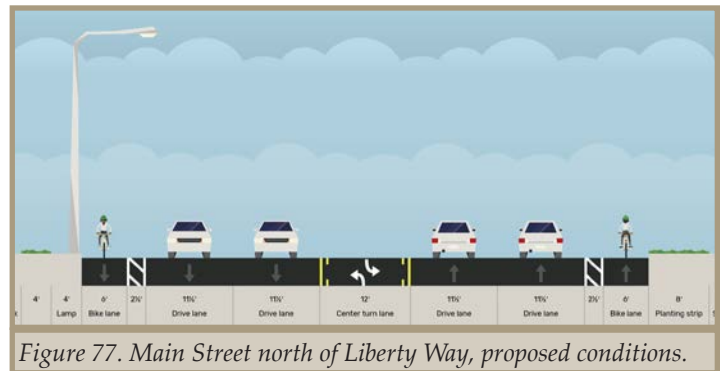 4' 4' 6' 2½' 11½' 11½' 12' 11½' 11½' 2½' 6' 8'
Lamp Bike lane Drive lane Drive lane Center turn lane Drive lane Drive lane Bike lane Planting strip
Figure 77. Main Street north of Liberty Way, proposed conditions.